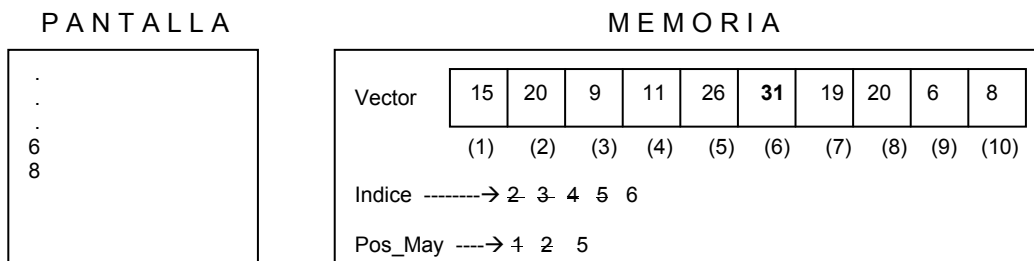 PANTALLA
MEMORIA
.
.
.
6
8
Vector 15 20 9 11 26 31 19 20 6 8
(1) (2) (3) (4) (5) (6) (7) (8) (9) (10)
Indice --------→ 2 3 4 5 6
Pos_May ----→ 1 2 5